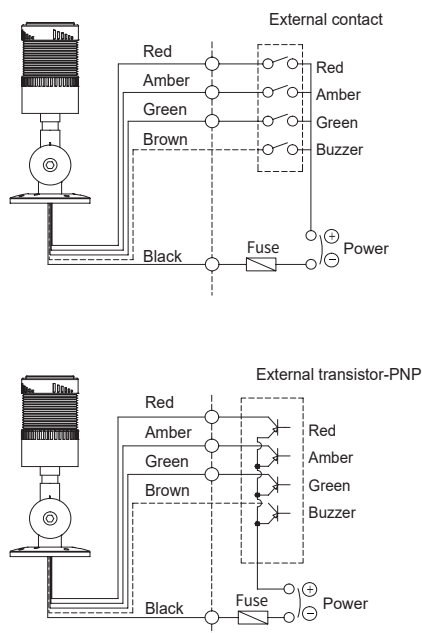 External contact
Red
Red
Amber
Amber
Green
Green
Brown
Buzzer
Black
Fuse
+
Power
−
External transistor-PNP
Red
Red
Amber
Amber
Green
Green
Brown
Buzzer
Black
Fuse
+
Power
−